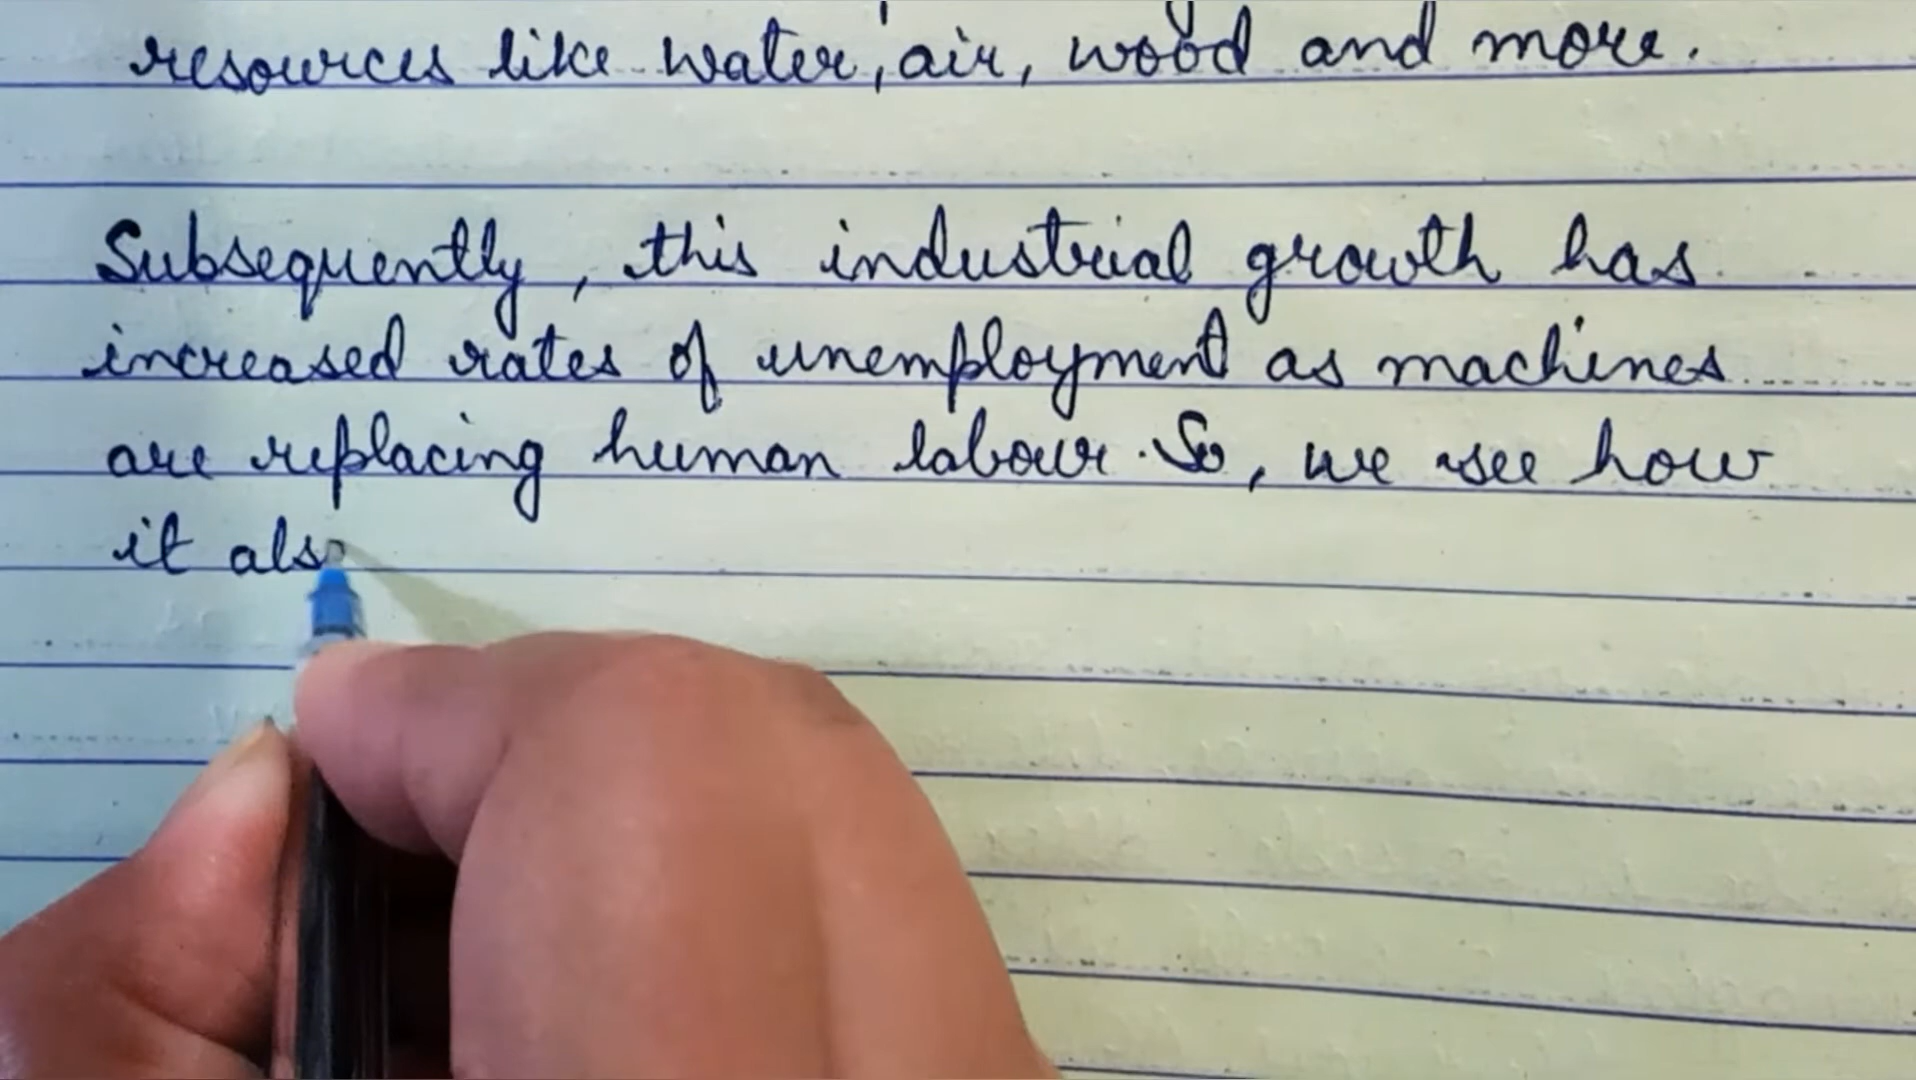 resources like water, air, wood and more.
Subsequently, this industrial growth has
increased rates of unemployment as machines
are replacing human labour. So, we see how
it also